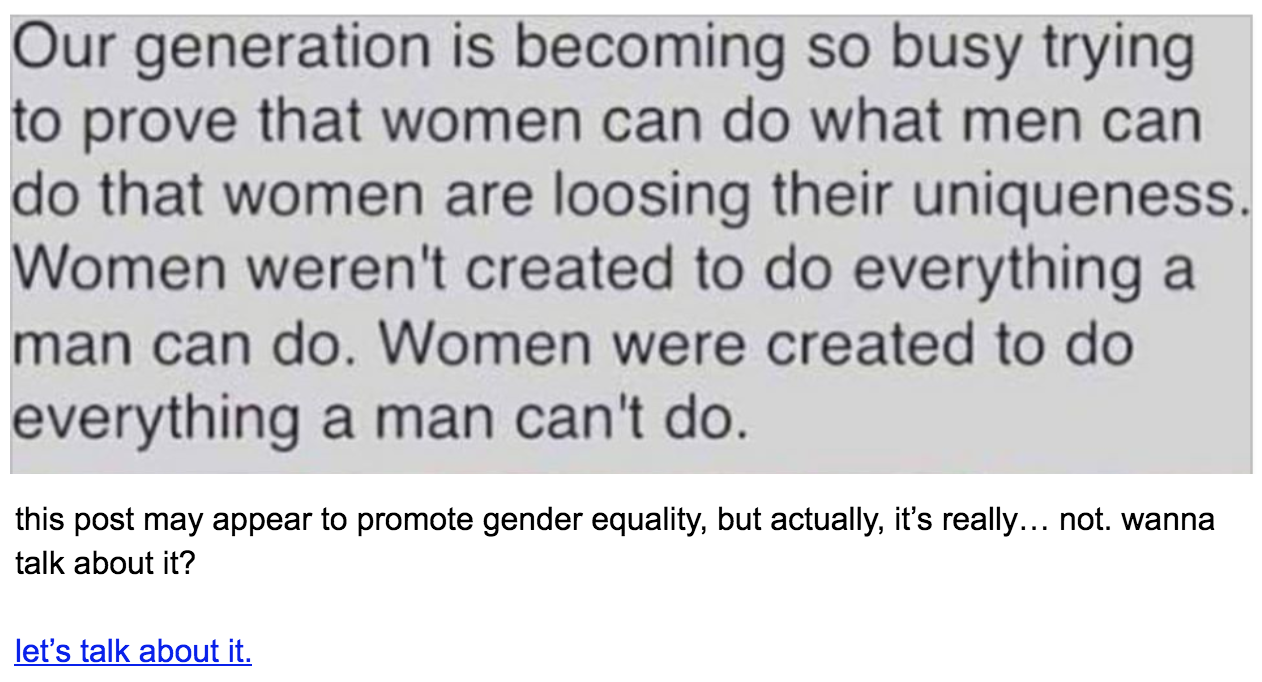 Our generation is becoming so busy trying
to prove that women can do what men can
do that women are loosing their uniqueness.
Women weren't created to do everything a
man can do. Women were created to do
everything a man can't do.
this post may appear to promote gender equality, but actually, it’s really… not. wanna
talk about it?
let’s talk about it.